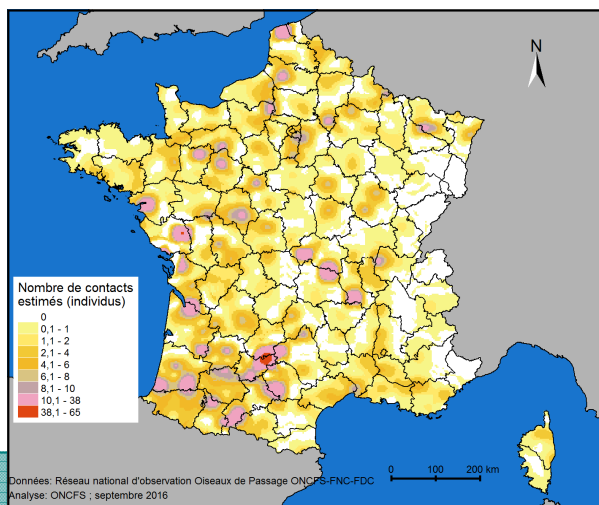 N
Nombre de contacts
estimés (individus)
0
0,1 - 1
1,1 - 2
2,1 - 4
4,1 - 6
6,1 - 8
8,1 - 10
10,1 - 38
38,1 - 65
0 100 200 km
Données: Réseau national d'observation Oiseaux de Passage ONCFS-FNC-FDC
Analyse: ONCFS ; septembre 2016